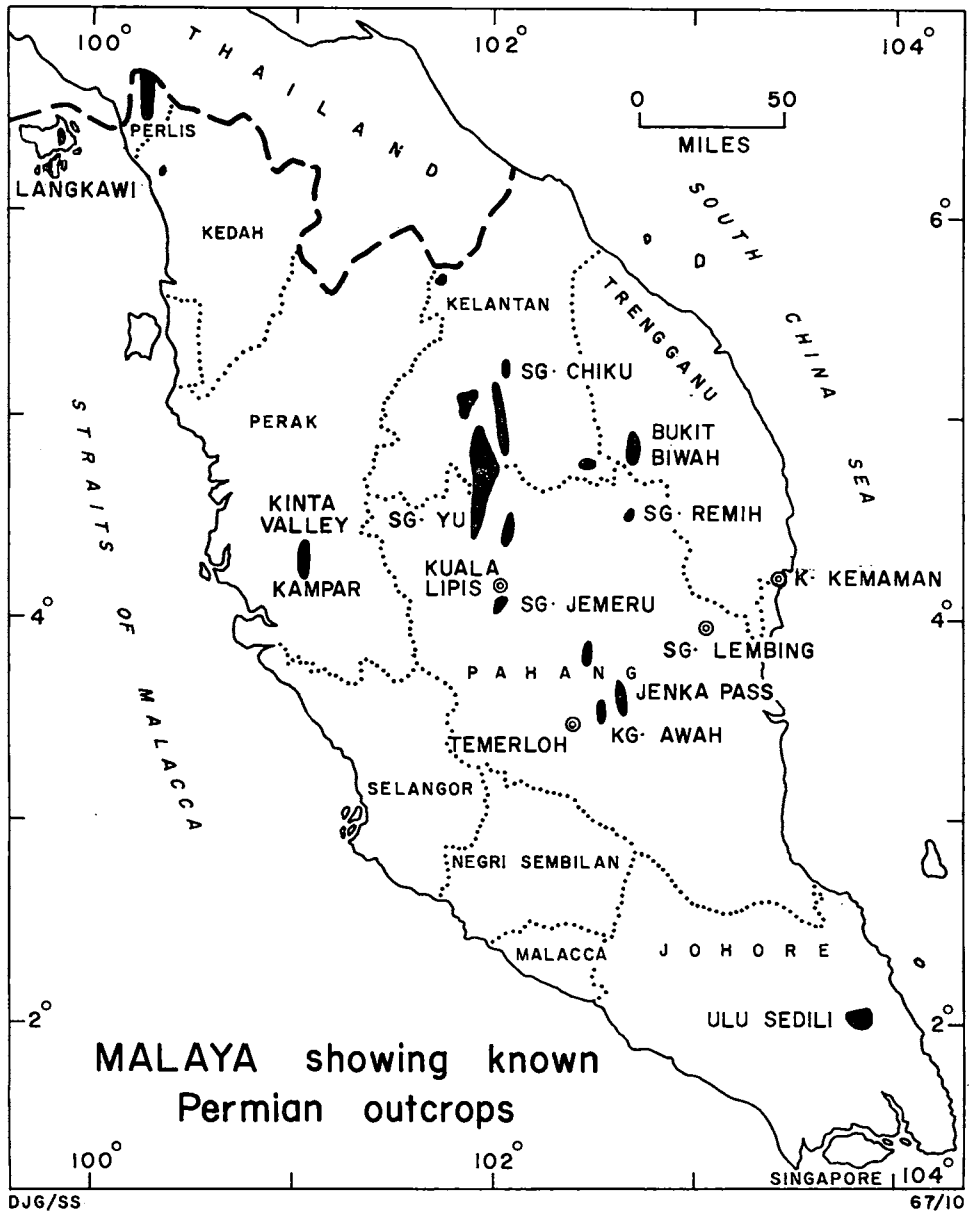 100° 102° 104°
THAILAND
0 50
MILES
PERLIS
LANGKAWI
KEDAH
6°
SOUTH CHINA SEA
KELANTAN
TRENGGANU
SG· CHIKU
PERAK
BUKIT
BIWAH
STRAITS OF MALACCA
KINTA
VALLEY
SG· YU
SG· REMIH
KAMPAR
KUALA
LIPIS
K· KEMAMAN
SG· JEMERU
4° 4°
SG· LEMBING
PAHANG
JENKA PASS
KG· AWAH
TEMERLOH
SELANGOR
NEGRI SEMBILAN
MALACCA
JOHORE
ULU SEDILI
2° 2°
MALAYA showing known
Permian outcrops
100° 102° 104°
SINGAPORE
DJG/SS 67/10